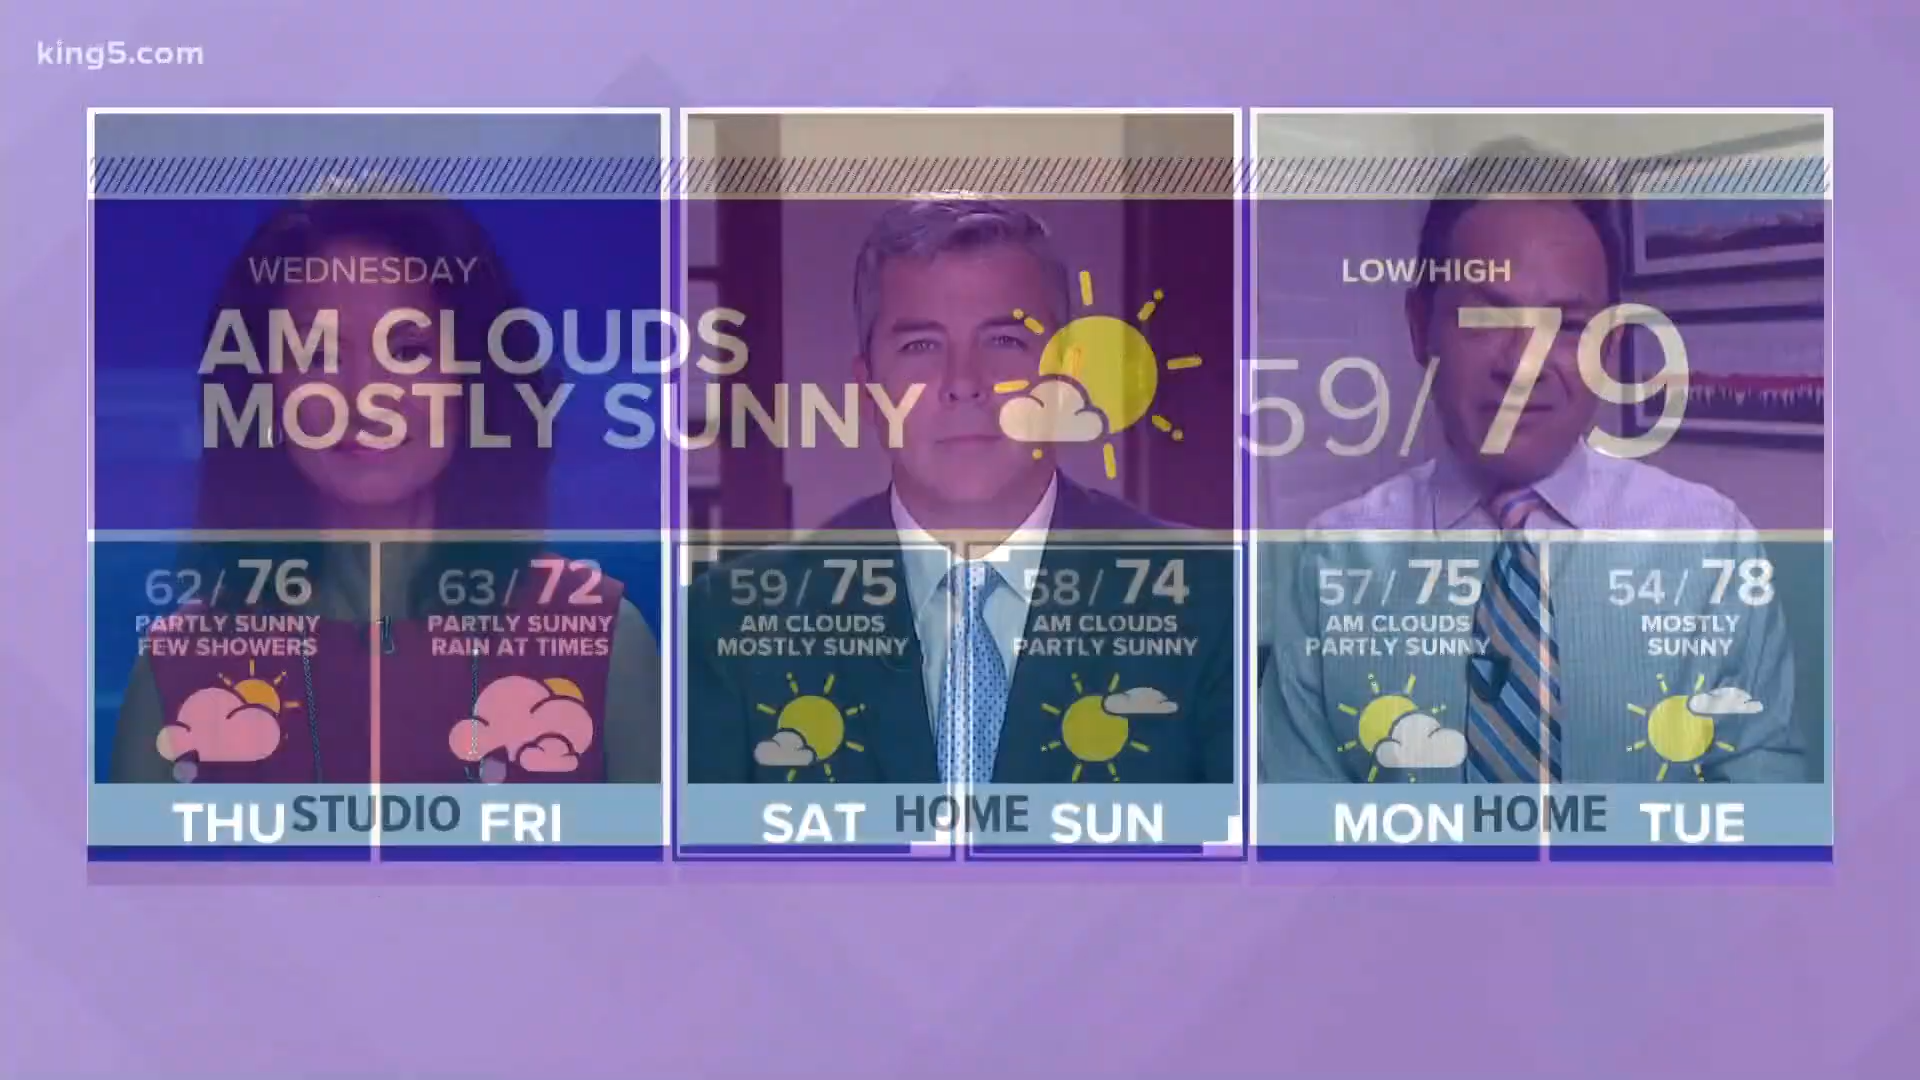 king5.com
WEDNESDAY
AM CLOUDS
MOSTLY SUNNY
LOW/HIGH
59/79
62/76
PARTLY SUNNY
FEW SHOWERS
63/72
PARTLY SUNNY
RAIN AT TIMES
59/75
AM CLOUDS
MOSTLY SUNNY
58/74
AM CLOUDS
PARTLY SUNNY
57/75
AM CLOUDS
PARTLY SUNNY
54/78
MOSTLY
SUNNY
THU
STUDIO
FRI
SAT
HOME
SUN
MON
HOME
TUE